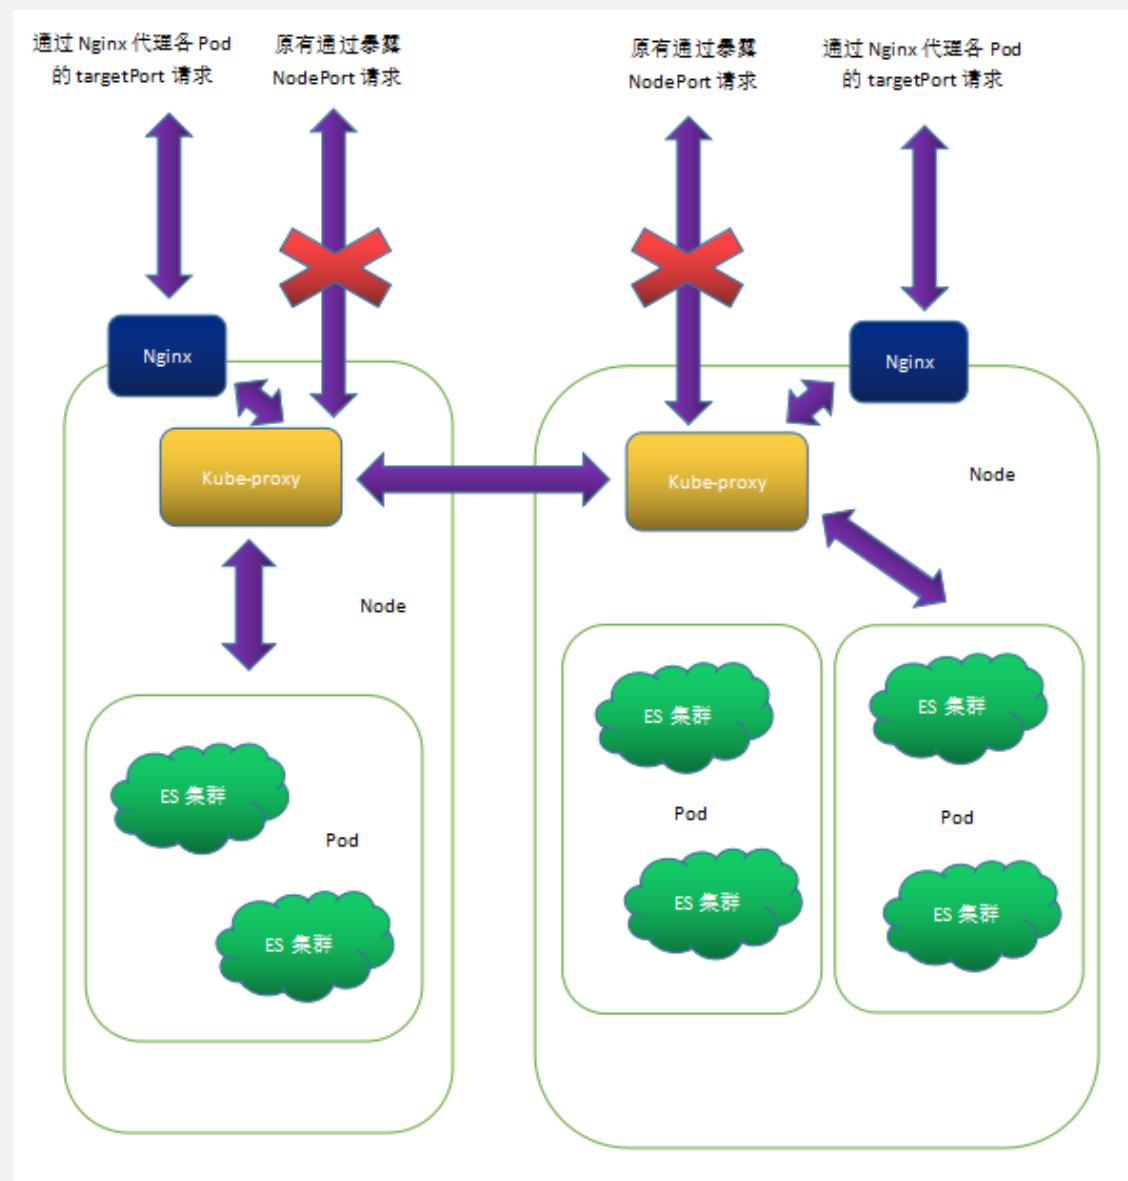 通过 Nginx 代理各 Pod
的 targetPort 请求
原有通过暴露
NodePort 请求
原有通过暴露
NodePort 请求
通过 Nginx 代理各 Pod
的 targetPort 请求
Nginx
Nginx
Kube-proxy
Kube-proxy
Node
Node
ES 集群
ES 集群
ES 集群
Pod
Pod
Pod
ES 集群
ES 集群
ES 集群